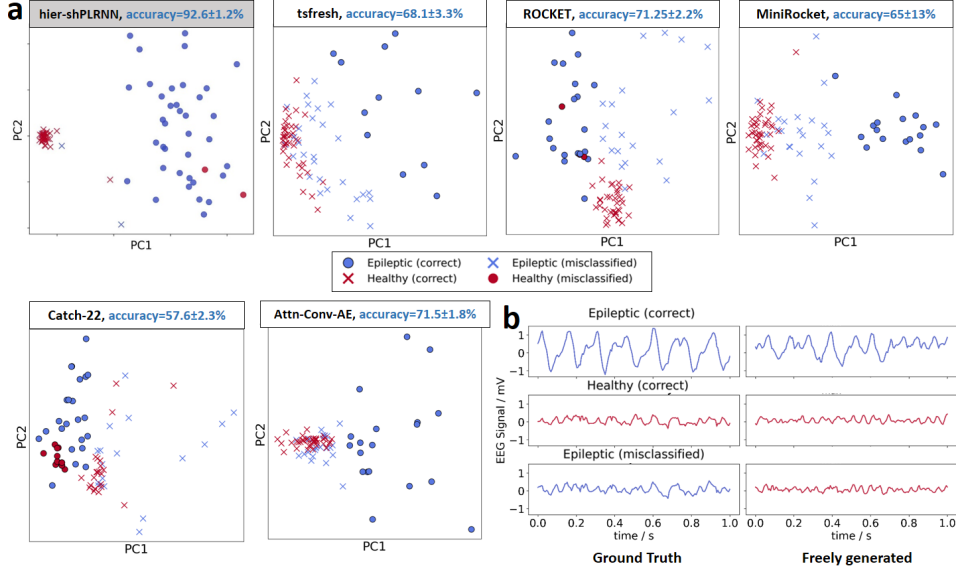 a
hier-shPLRNN, accuracy=92.6±1.2%
tsfresh, accuracy=68.1±3.3%
ROCKET, accuracy=71.25±2.2%
MiniRocket, accuracy=65±13%
PC2
PC1
PC2
PC1
PC2
PC1
PC2
PC1
Epileptic (correct)
Epileptic (misclassified)
Healthy (correct)
Healthy (misclassified)
Catch-22, accuracy=57.6±2.3%
Attn-Conv-AE, accuracy=71.5±1.8%
PC2
PC1
PC2
PC1
b
Epileptic (correct)
1
0
−1
Healthy (correct)
1
0
−1
EEG Signal / mV
Epileptic (misclassified)
1
0
−1
0.0 0.2 0.4 0.6 0.8 1.0
0.0 0.2 0.4 0.6 0.8 1.0
time / s
time / s
Ground Truth
Freely generated